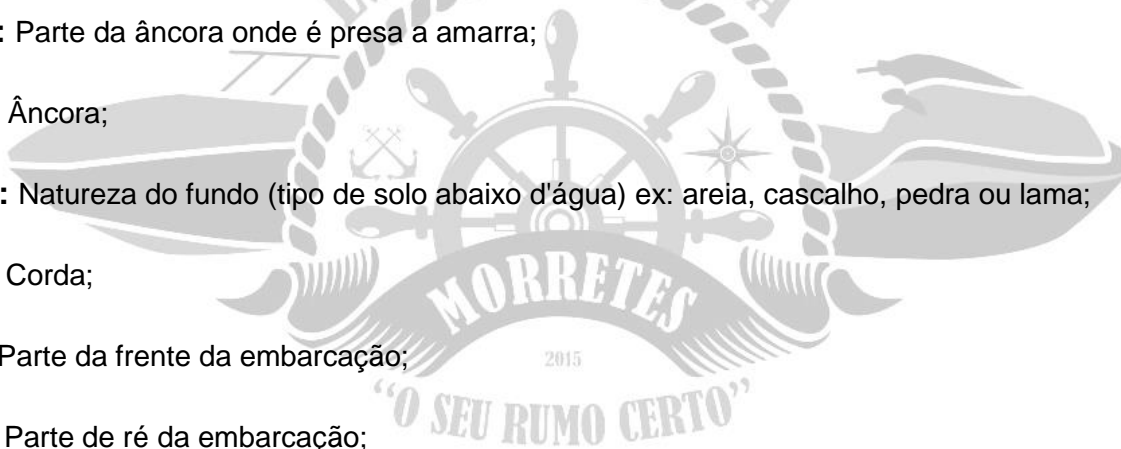 : Parte da âncora onde é presa a amarra;
Âncora;
: Natureza do fundo (tipo de solo abaixo d'água) ex: areia, cascalho, pedra ou lama;
Corda;
MORRETES
Parte da frente da embarcação;
2015
“O SEU RUMO CERTO”
Parte de ré da embarcação;